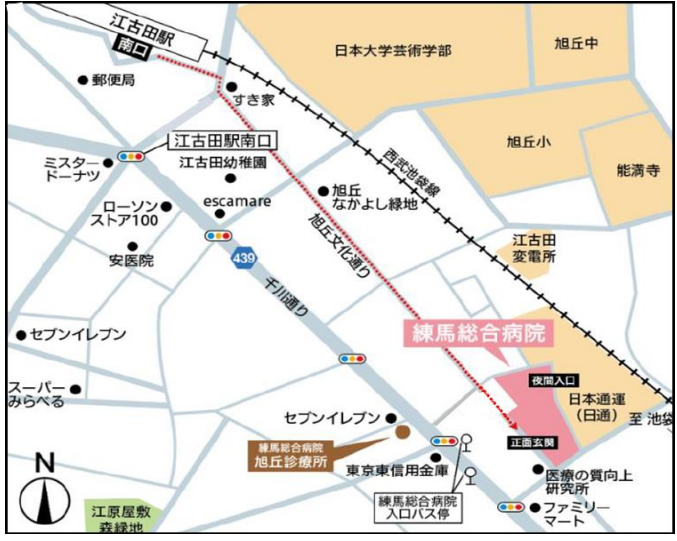 江古田駅
南口
日本大学芸術学部
旭丘中
郵便局
すき家
江古田駅南口
旭丘小
能満寺
ミスター
ドーナツ
江古田幼稚園
西武池袋線
ローソン
ストア100
escamare
旭丘
なかよし緑地
安医院
439
千川通り
旭丘文化通り
江古田
変電所
セブンイレブン
練馬総合病院
スーパー
みらべる
夜間入口
日本通運
(日通)
至 池袋
セブンイレブン
練馬総合病院
旭丘診療所
正面玄関
東京東信用金庫
医療の質向上
研究所
N
練馬総合病院
入口バス停
ファミリー
マート
江原屋敷
森緑地